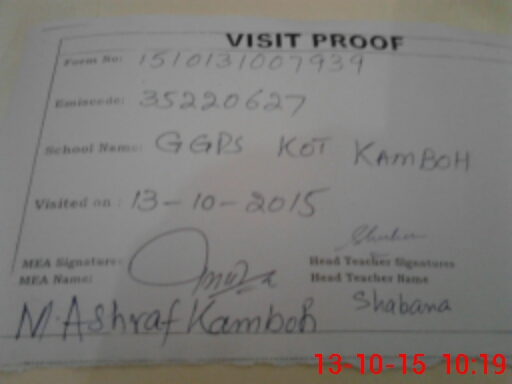 VISIT PROOF
Form No: 1510131007939
Emiscode: 35220627
School Name: GGPS KOT KAMBOH
Visited on : 13-10-2015
MEA Signature: Head Teacher Signatures
MEA Name: Head Teacher Name
M. Ashraf Kamboh Shabana
13-10-15 10:19